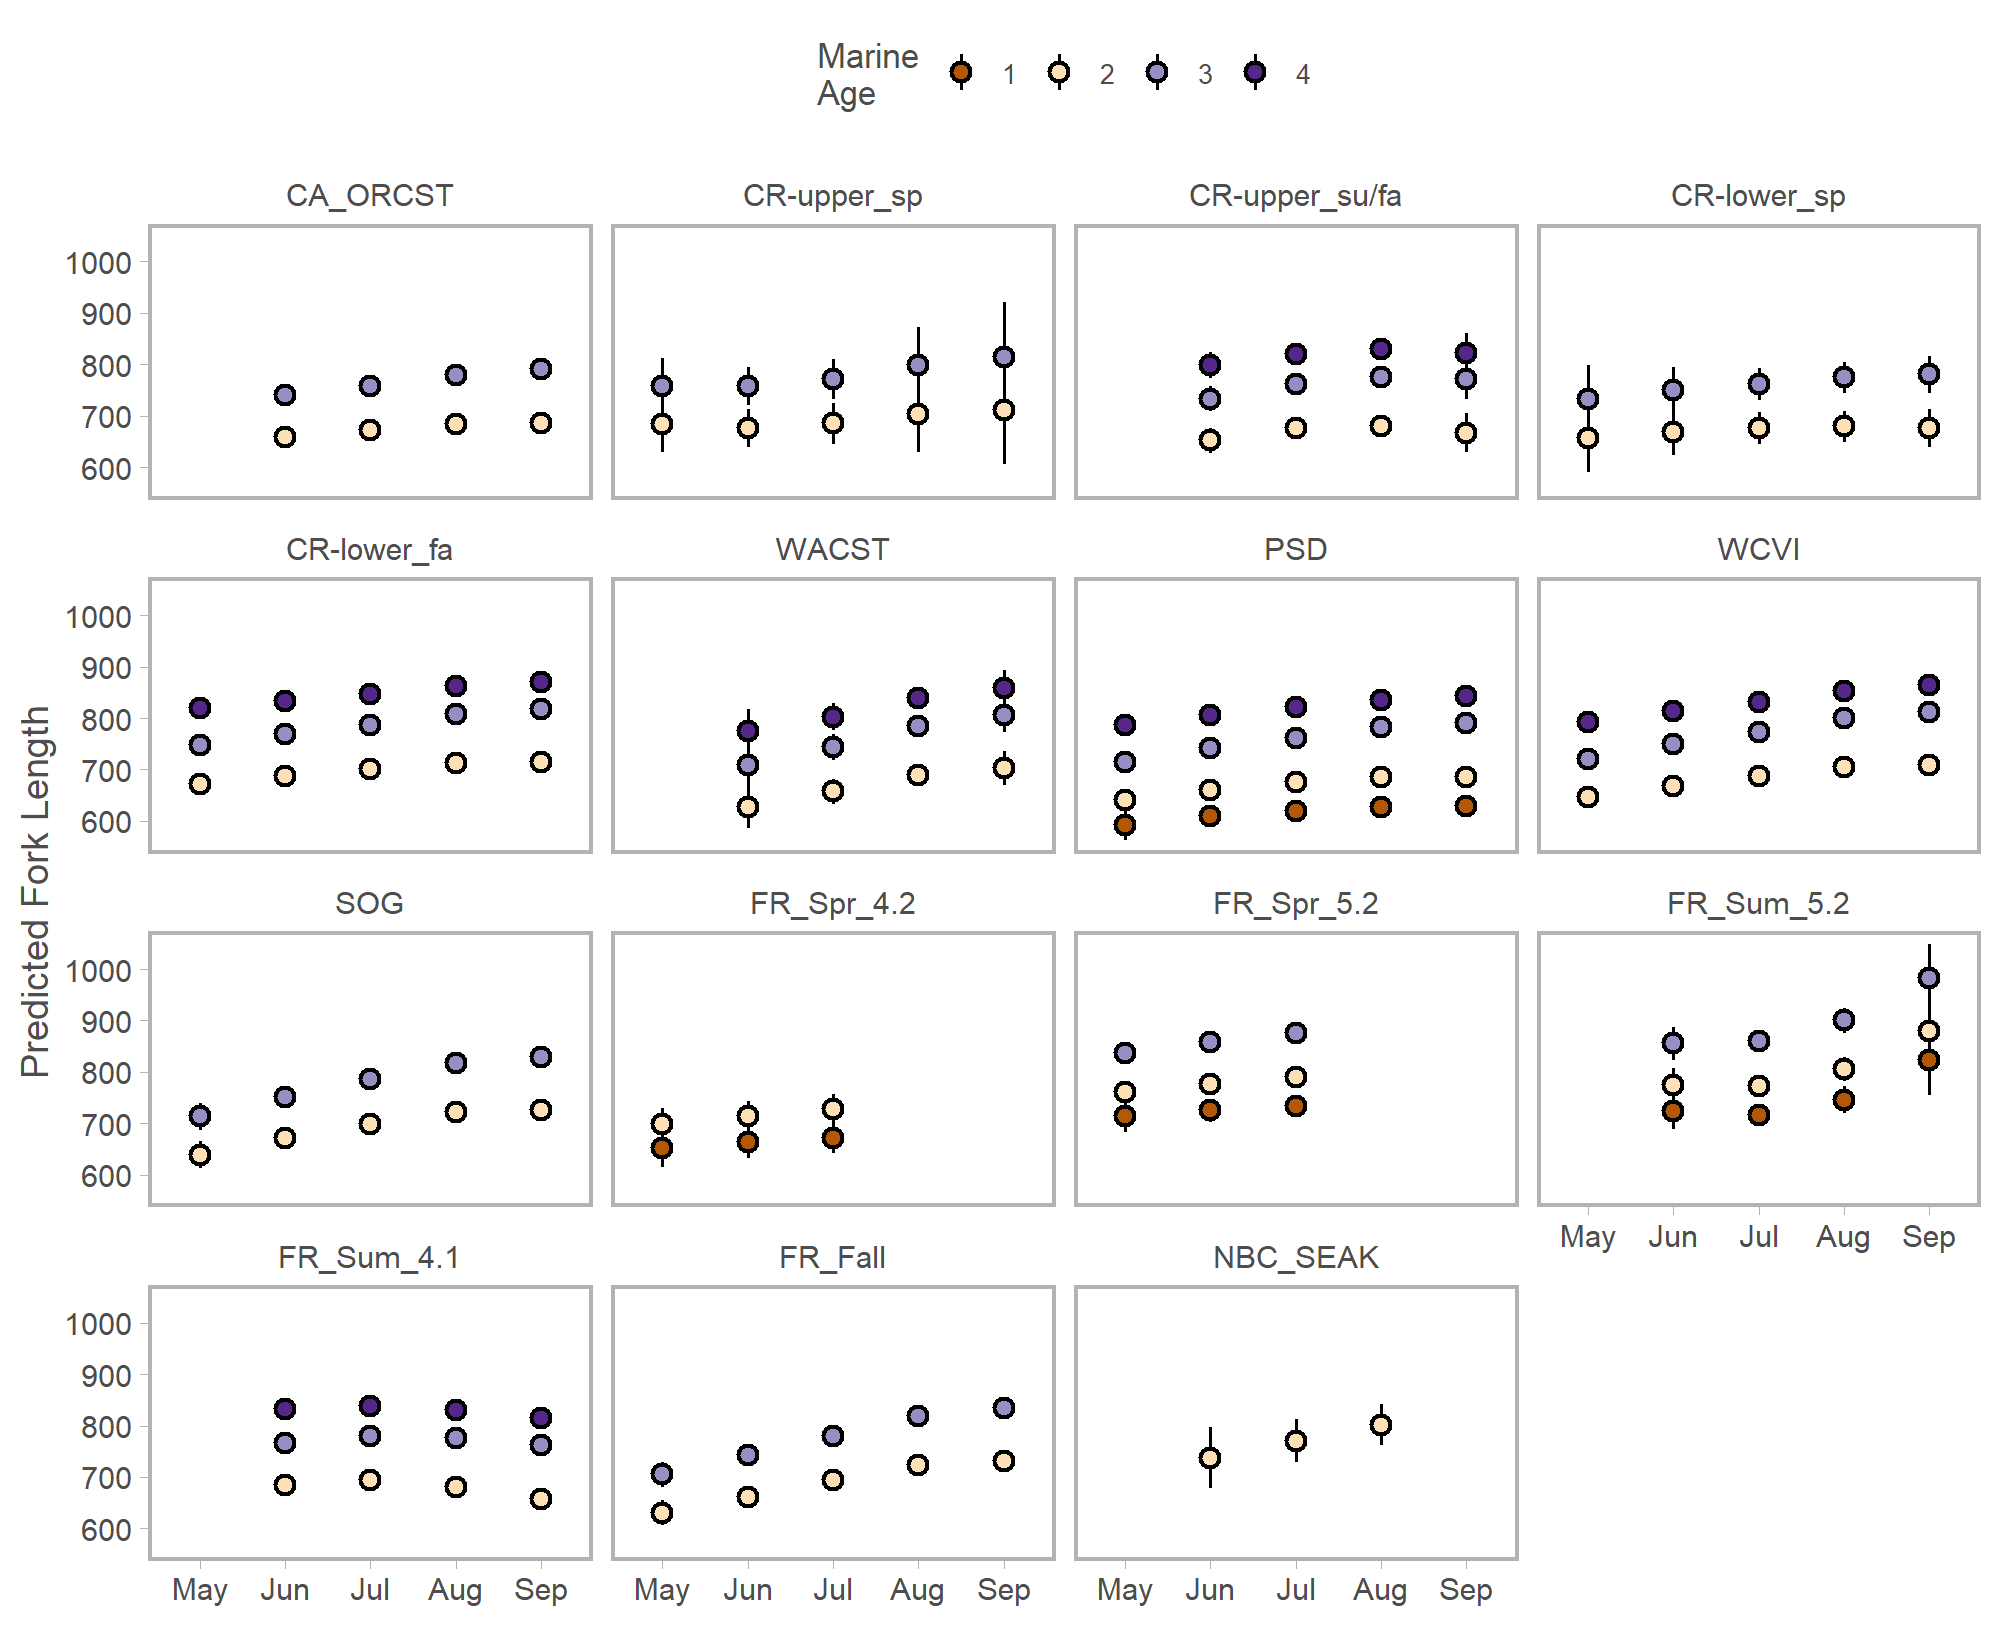 Marine
Age
1 2 3 4
CA_ORCST CR-upper_sp CR-upper_su/fa CR-lower_sp
1000
900
800
700
600
CR-lower_fa WACST PSD WCVI
1000
900
800
700
600
Predicted Fork Length
SOG FR_Spr_4.2 FR_Spr_5.2 FR_Sum_5.2
1000
900
800
700
600
May Jun Jul Aug Sep
FR_Sum_4.1 FR_Fall NBC_SEAK
1000
900
800
700
600
May Jun Jul Aug Sep May Jun Jul Aug Sep May Jun Jul Aug Sep